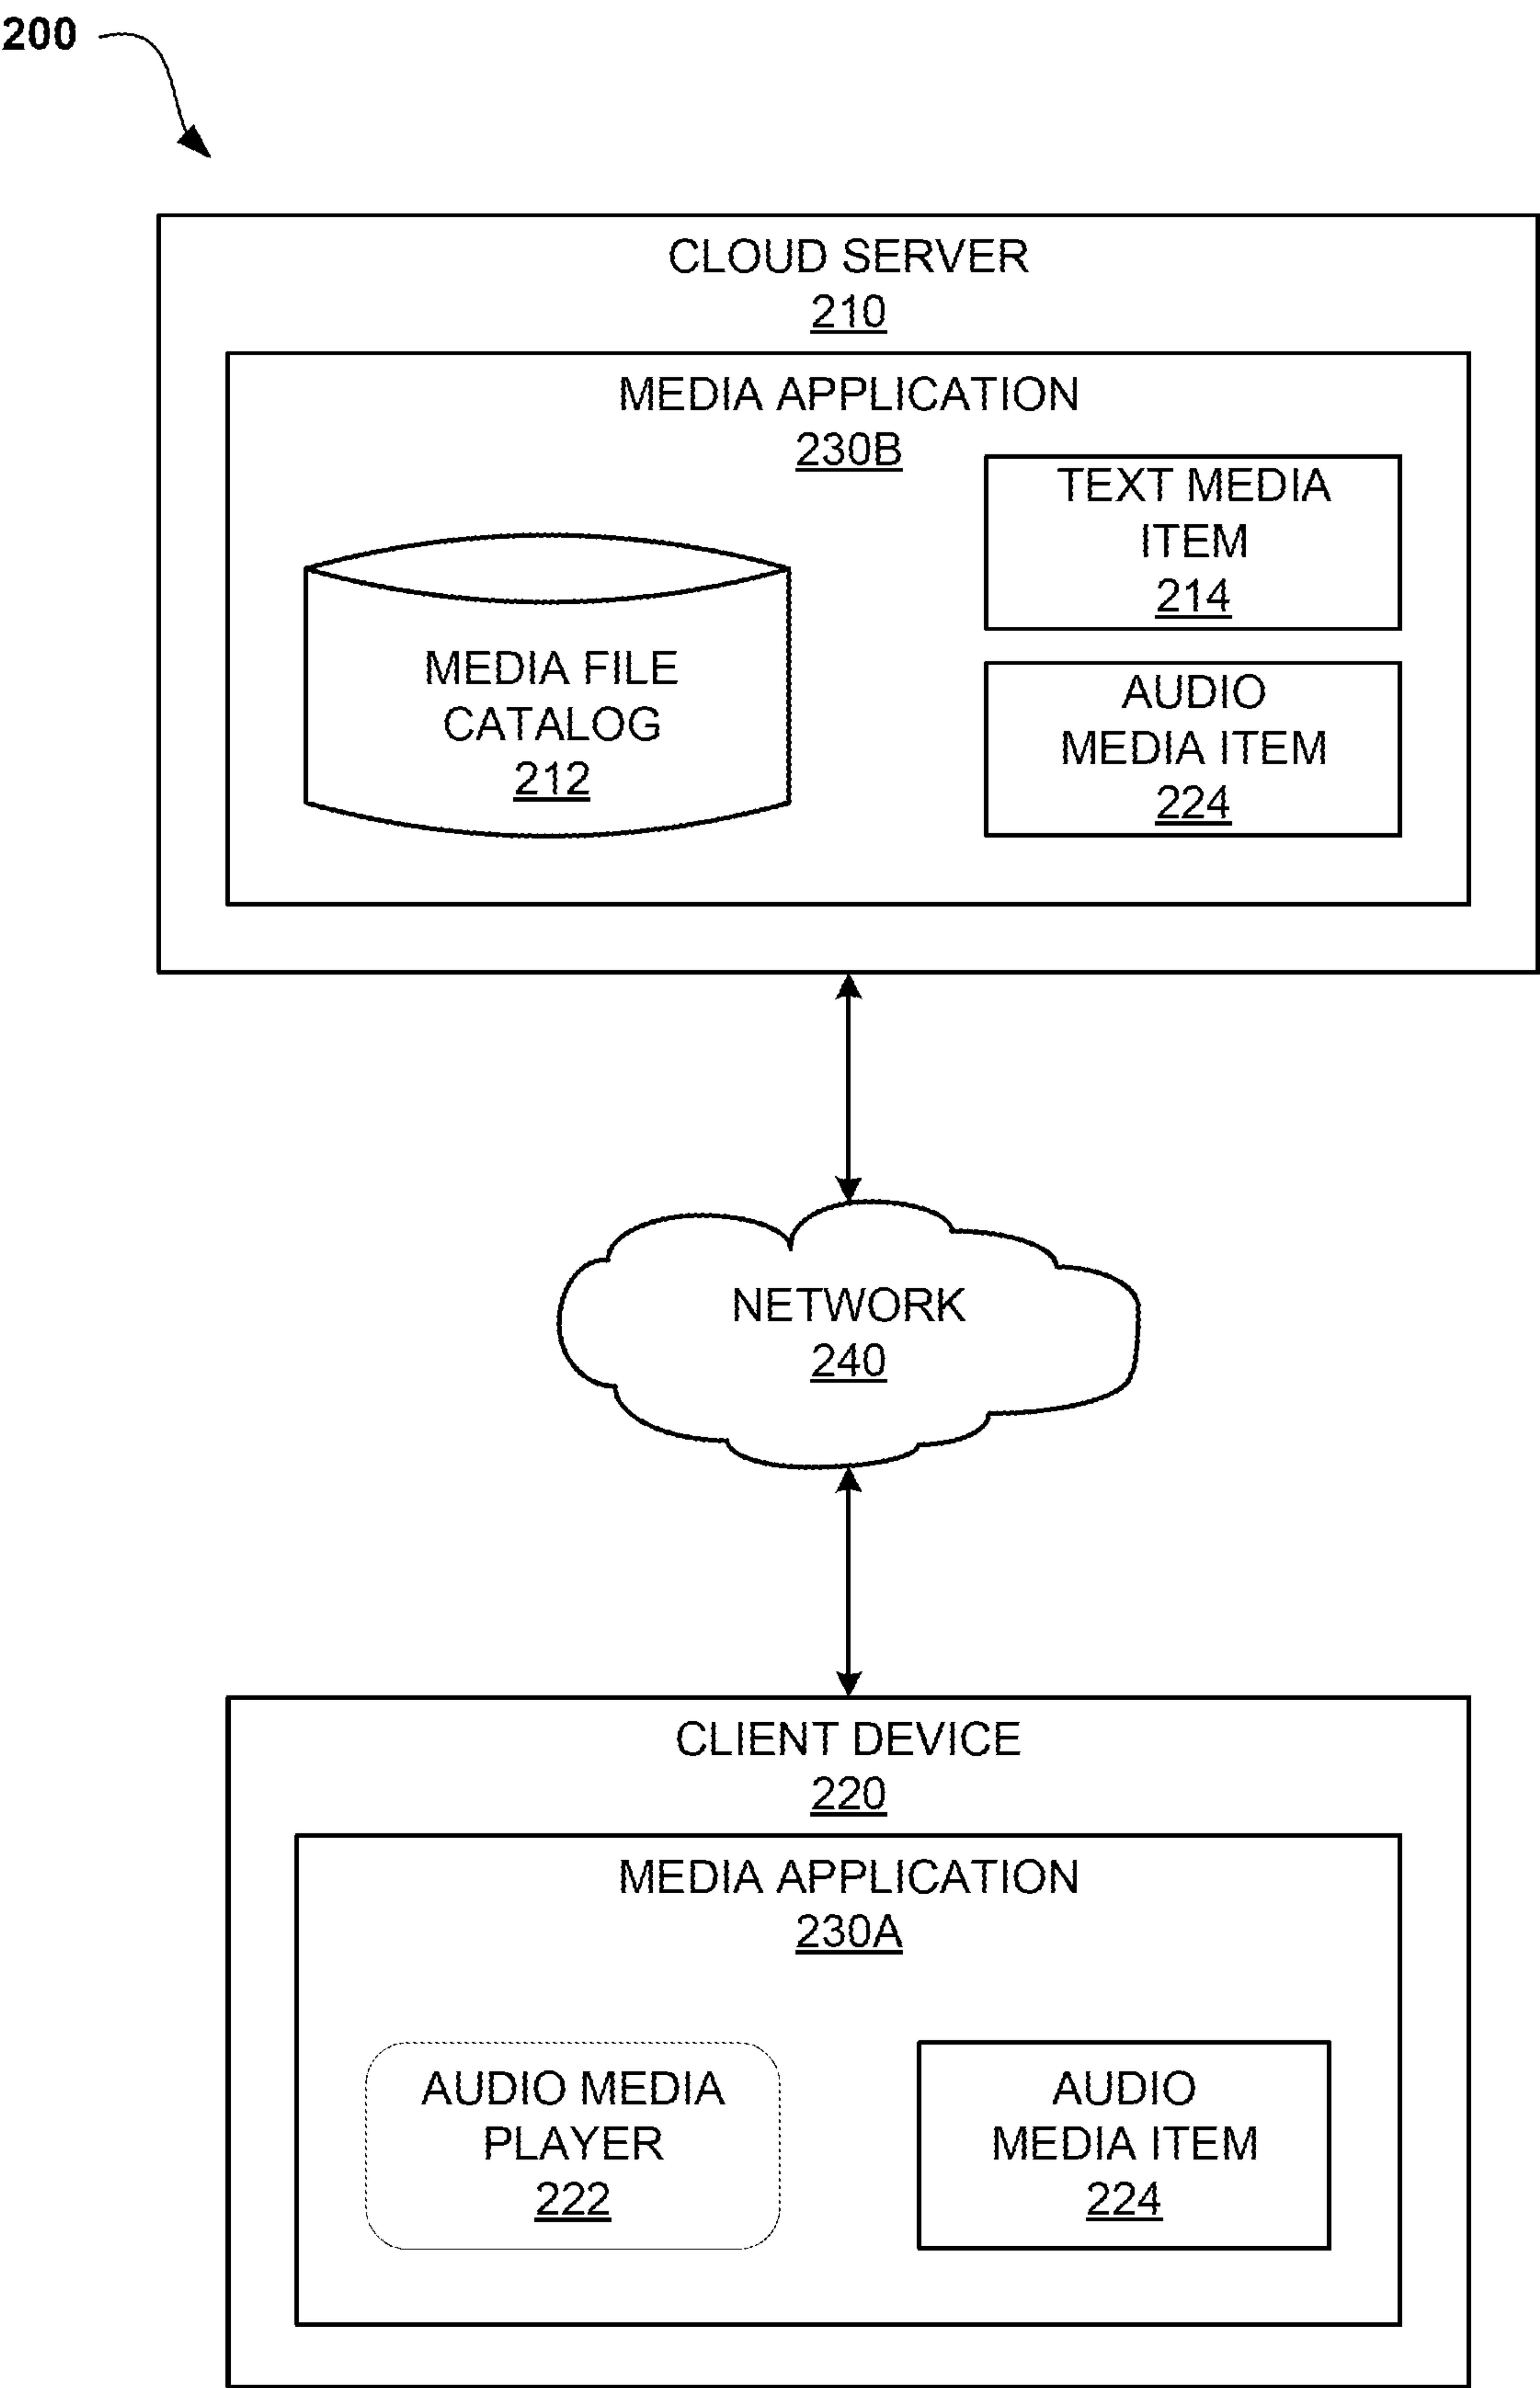 200
CLOUD SERVER
210
MEDIA APPLICATION
230B
TEXT MEDIA
ITEM
214
MEDIA FILE
CATALOG
212
AUDIO
MEDIA ITEM
224
NETWORK
240
CLIENT DEVICE
220
MEDIA APPLICATION
230A
AUDIO MEDIA
PLAYER
222
AUDIO
MEDIA ITEM
224